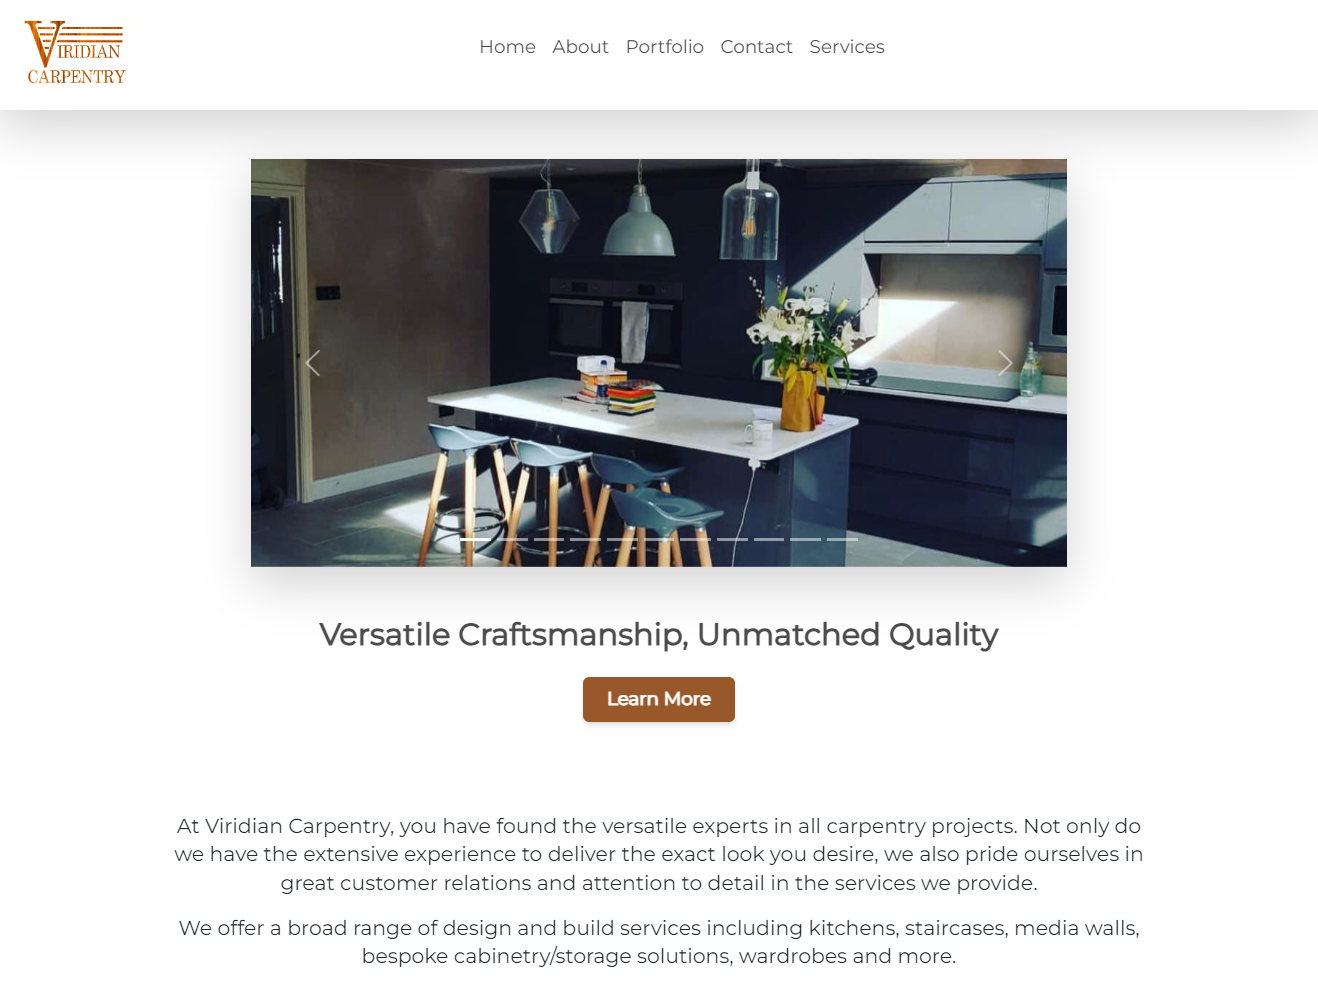 VIRIDIAN
CARPENTRY
Home About Portfolio Contact Services
Versatile Craftsmanship, Unmatched Quality
Learn More
At Viridian Carpentry, you have found the versatile experts in all carpentry projects. Not only do
we have the extensive experience to deliver the exact look you desire, we also pride ourselves in
great customer relations and attention to detail in the services we provide.
We offer a broad range of design and build services including kitchens, staircases, media walls,
bespoke cabinetry/storage solutions, wardrobes and more.